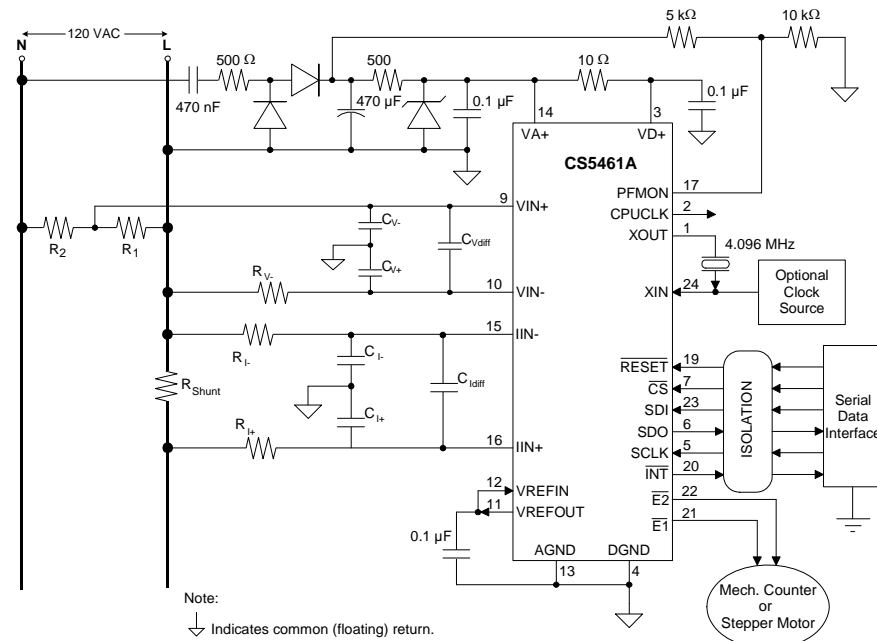 5 kΩ
10 kΩ
120 VAC
N
L
500 Ω
500
10 Ω
470 nF
470 µF
0.1 µF
0.1 µF
14
3
VA+
VD+
CS5461A
17
PFMON
2
CPUCLK
1
XOUT
4.096 MHz
9
VIN+
CV-
CVdiff
CV+
R2
R1
RV-
10
VIN-
24
XIN
Optional
Clock
Source
15
IIN-
RI-
CI-
CIdiff
CI+
RShunt
RI+
16
IIN+
RESET
19
CS
7
SDI
23
SDO
6
SCLK
5
INT
20
ISOLATION
Serial
Data
Interface
12
VREFIN
11
VREFOUT
E2
22
E1
21
0.1 µF
AGND
DGND
13
4
Mech. Counter
or
Stepper Motor
Note:
Indicates common (floating) return.